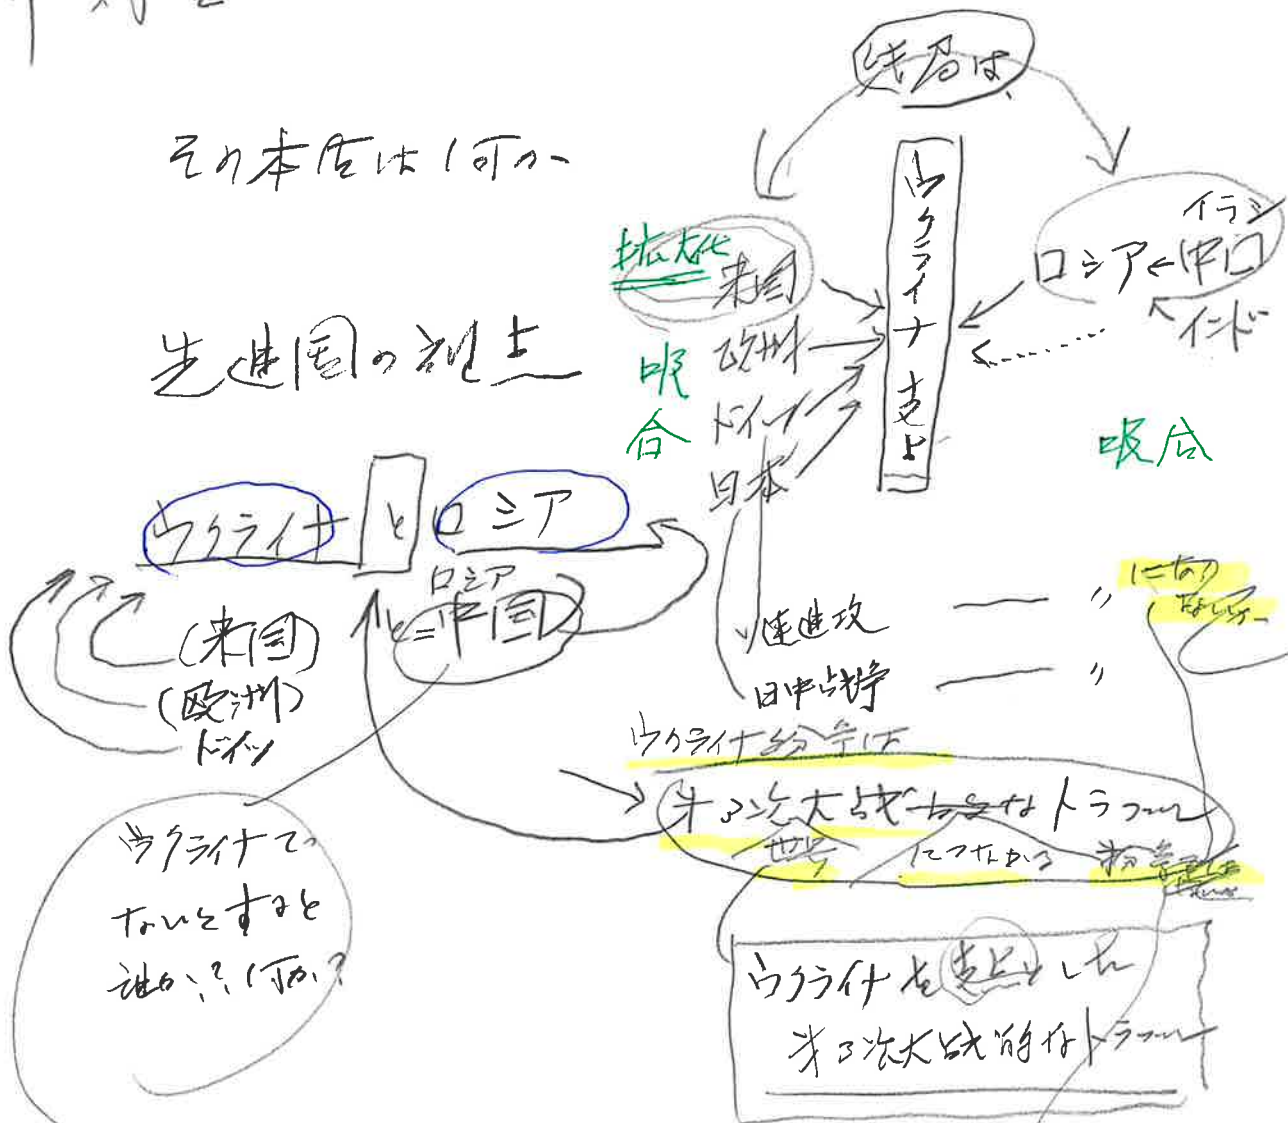 その本質は何か
先進国の視点
ウクライナ と ロシア
ロシア
と=中国
(米国)
(欧州)
ドイツ
ウクライナで
ないとすると
誰か?何か?
戦局は、
ウクライナ支点
拡大化
米国
欧州
ドイツ
日本
吸
合
イラン
ロシア←中国
インド
吸合
連進攻
〃
日中戦争
〃
ウクライナ紛争は
第3次大戦 なトラブル
世界
につながる
ウクライナを支点とした
第3次大戦的なトラブル